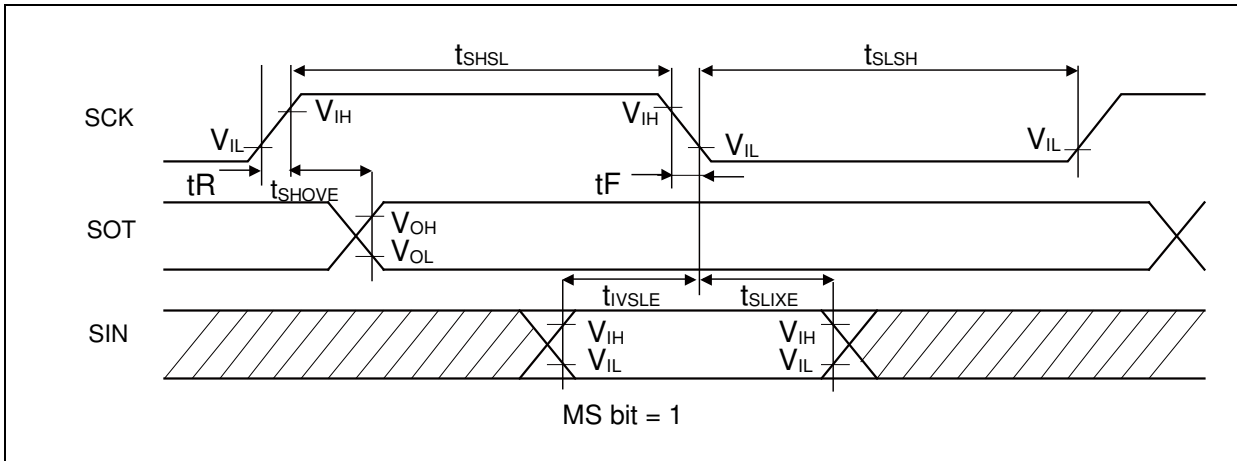 tSHSL tSLSH
SCK VIH VIH
VIL VIL VIL
tR tSHOVE tF
SOT VOH
VOL
tIVSLE tSLIXE
SIN VIH VIH
VIL VIL
MS bit = 1